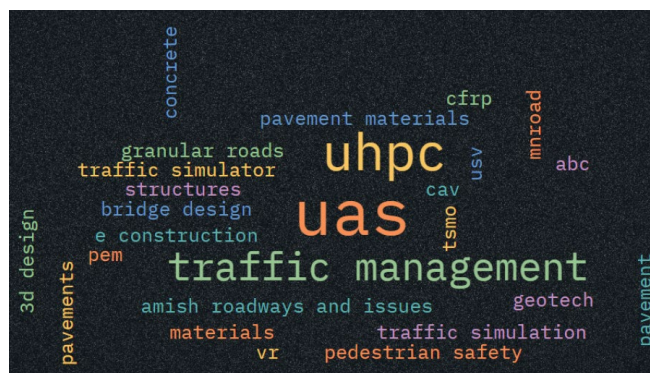 concrete
cfrp
mnroad
pavement materials
uhpc
granular roads
usv
abc
traffic simulator
structures
cav
uas
bridge design
tsmo
3d design
e construction
pem
traffic management
pavements
pavement
amish roadways and issues
geotech
materials
traffic simulation
vr
pedestrian safety